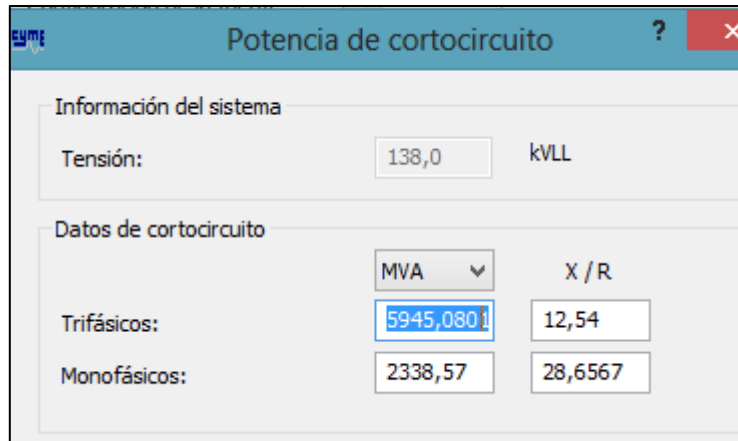 CYME
Potencia de cortocircuito ?
Información del sistema
Tensión: 138,0 kVLL
Datos de cortocircuito
MVA X / R
Trifásicos: 5945,0801 12,54
Monofásicos: 2338,57 28,6567